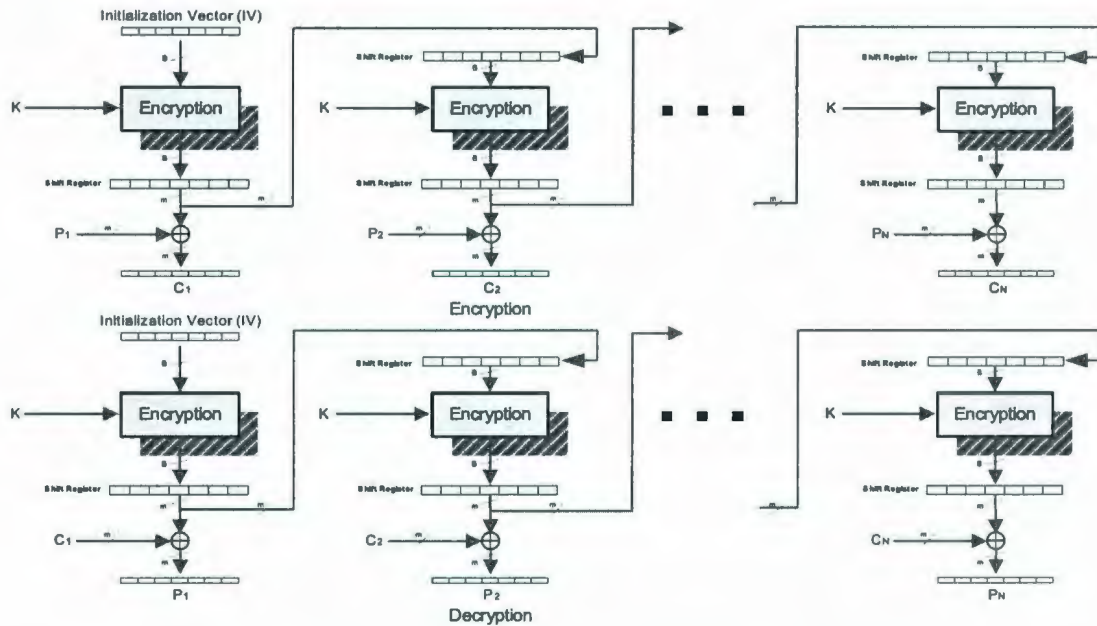 Initialization Vector (IV)
Shift Register
Shift Register
B
B
B
K
Encryption
K
Encryption
K
Encryption
B
B
B
Shift Register
Shift Register
Shift Register
m
m
m
m
m
m
P1
m
P2
m
PN
m
m
m
m
C1
C2
CN
Encryption
Initialization Vector (IV)
Shift Register
Shift Register
B
B
B
K
Encryption
K
Encryption
K
Encryption
B
B
B
Shift Register
Shift Register
Shift Register
m
m
m
m
m
m
C1
m
C2
m
CN
m
m
m
m
P1
P2
PN
Decryption